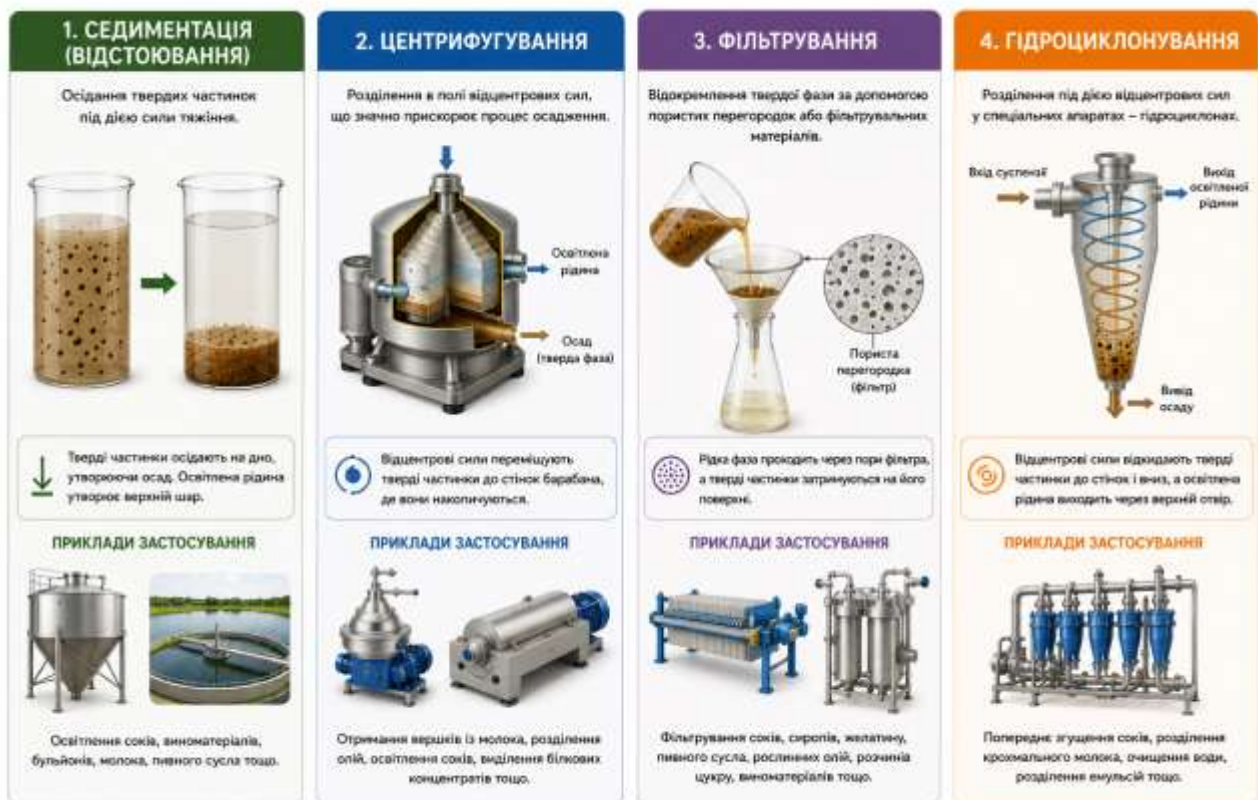 1. СЕДИМЕНТАЦІЯ
(ВІДСТОЮВАННЯ)
Осідання твердих частинок
під дією сили тяжіння.
Тверді частинки осідають на дно,
утворюючи осад. Освітлена рідина
утворює верхній шар.
ПРИКЛАДИ ЗАСТОСУВАННЯ
Освітлення соків, виноматеріалів,
бульйонів, молока, пивного сусла тощо.
2. ЦЕНТРИФУГУВАННЯ
Розділення в полі відцентрових сил,
що значно прискорює процес осадження.
Освітлена
рідина
Осад
(тверда фаза)
Відцентрові сили переміщують
тверді частинки до стінок барабана,
де вони накопичуються.
ПРИКЛАДИ ЗАСТОСУВАННЯ
Отримання вершків із молока, розділення
олій, освітлення соків, виділення білкових
концентратів тощо.
3. ФІЛЬТРУВАННЯ
Відокремлення твердої фази за допомогою
пористих перегородок або фільтрувальних
матеріалів.
Пориста
перегородка
(фільтр)
Рідка фаза проходить через пори фільтра,
а тверді частинки затримуються на його
поверхні.
ПРИКЛАДИ ЗАСТОСУВАННЯ
Фільтрування соків, сиропів, желатину,
пивного сусла, рослинних олій, розчинів
цукру, виноматеріалів тощо.
4. ГІДРОЦИКЛОНУВАННЯ
Розділення під дією відцентрових сил
у спеціальних апаратах – гідроциклонах.
Вхід суспензії
Вихід
освітленої
рідини
Вивід
осаду
Відцентрові сили відкидають тверді
частинки до стінок і вниз, а освітлена
рідина виходить через верхній отвір.
ПРИКЛАДИ ЗАСТОСУВАННЯ
Попереднє згущення соків, розділення
крохмального молока, очищення води,
розділення емульсій тощо.